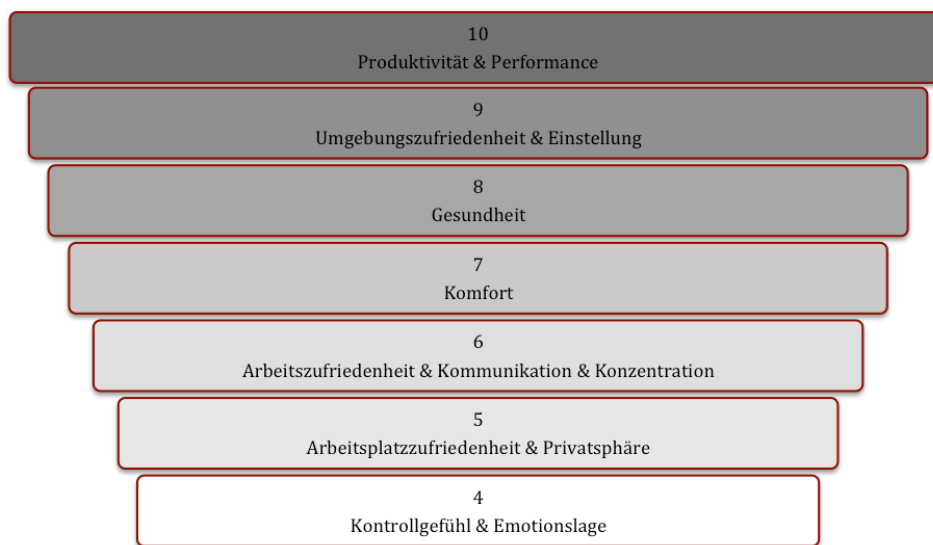 10
Produktivität & Performance
9
Umgebungszufriedenheit & Einstellung
8
Gesundheit
7
Komfort
6
Arbeitszufriedenheit & Kommunikation & Konzentration
5
Arbeitsplatzzufriedenheit & Privatsphäre
4
Kontrollgefühl & Emotionslage